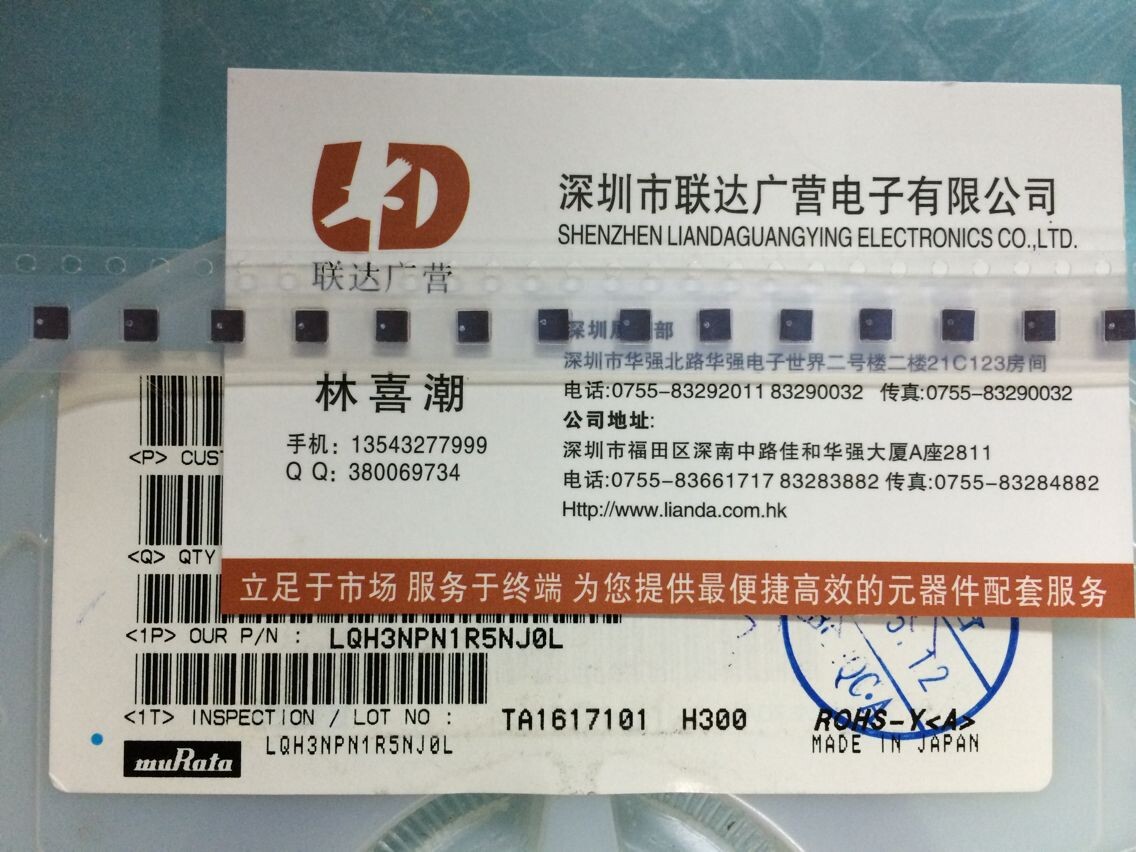 LD
联达广营
深圳市联达广营电子有限公司
SHENZHEN LIANDAGUANGYING ELECTRONICS CO.,LTD.
深圳 部
深圳市华强北路华强电子世界二号楼二楼21C123房间
电话:0755-83292011 83290032 传真:0755-83290032
公司地址:
深圳市福田区深南中路佳和华强大厦A座2811
电话:0755-83661717 83283882 传真:0755-83284882
Http://www.lianda.com.hk
林喜潮
手机: 13543277999
Q Q: 380069734
立足于市场 服务于终端 为您提供最便捷高效的元器件配套服务
<P> CUST
<Q> QTY
<1P> OUR P/N : LQH3NPN1R5NJ0L
<1T> INSPECTION / LOT NO : TA1617101 H300
ROHS-Y<A>
LQH3NPN1R5NJ0L
MADE IN JAPAN
muRata
12
QC.